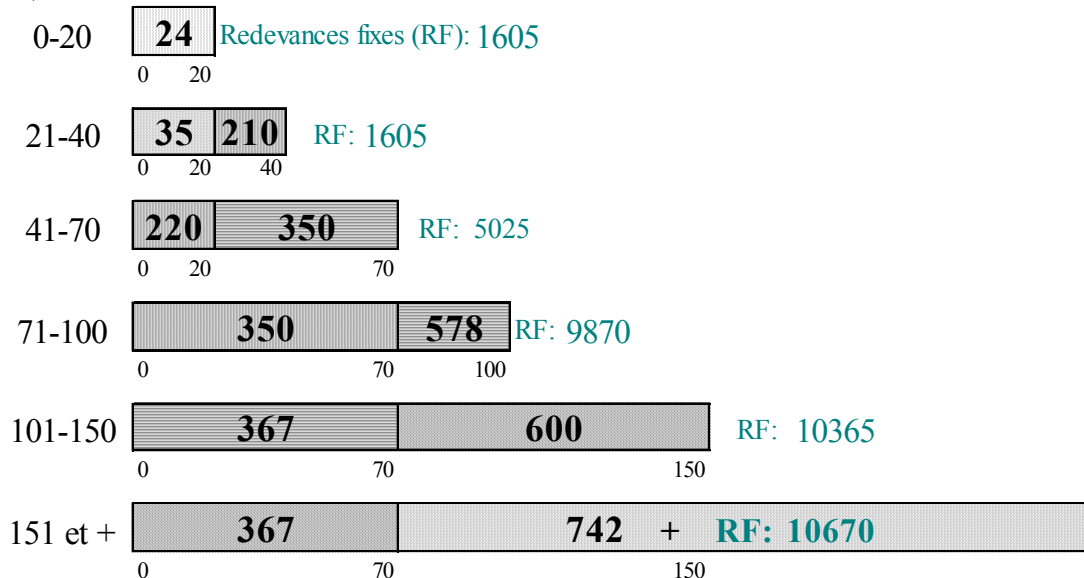 0-20 24 Redevances fixes (RF): 1605
0 20
21-40 35 210 RF: 1605
0 20 40
41-70 220 350 RF: 5025
0 20 70
71-100 350 578 RF: 9870
0 70 100
101-150 367 600 RF: 10365
0 70 150
151 et + 367 742 + RF: 10670
0 70 150